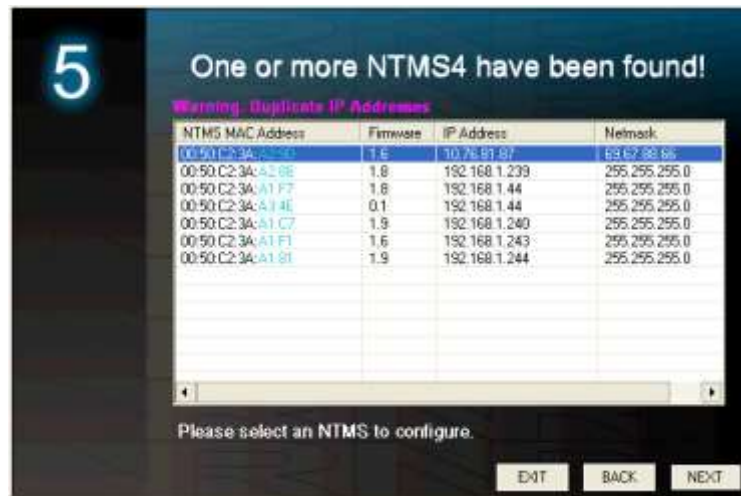 5
One or more NTMS4 have been found!
Warning. Duplicate IP Addresses
NTMS MAC Address Firmware IP Address Netmask
00:50:C2:3A: 1.6 10.76.81.87 69.67.88.66
00:50:C2:3A:A2:8E 1.8 192.168.1.239 255.255.255.0
00:50:C2:3A:A1:F7 1.8 192.168.1.44 255.255.255.0
00:50:C2:3A:A3:4E 0.1 192.168.1.44 255.255.255.0
00:50:C2:3A:A1:C7 1.9 192.168.1.240 255.255.255.0
00:50:C2:3A:A1:F1 1.6 192.168.1.243 255.255.255.0
00:50:C2:3A:A1:81 1.9 192.168.1.244 255.255.255.0
Please select an NTMS to configure.
EXIT BACK NEXT